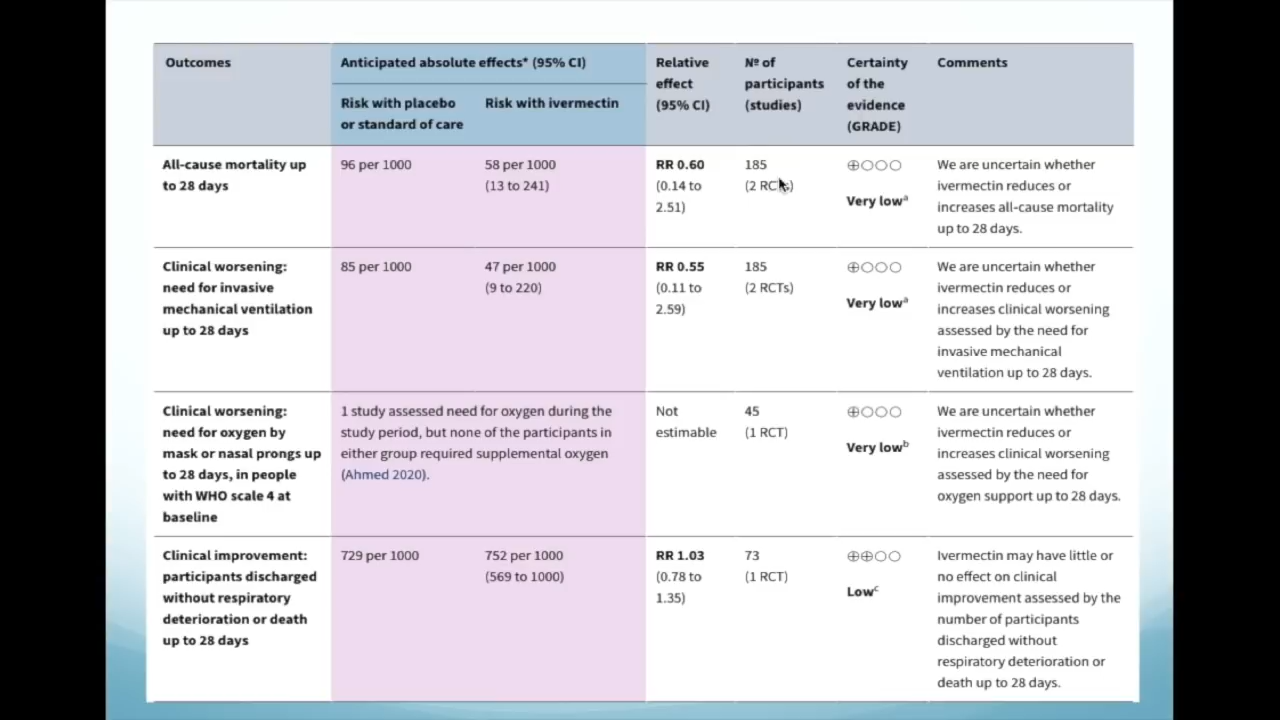 Outcomes
Anticipated absolute effects* (95% CI)
Relative
effect
(95% CI)
№ of
participants
(studies)
Certainty
of the
evidence
(GRADE)
Comments
Risk with placebo
or standard of care
Risk with ivermectin
All-cause mortality up
to 28 days
96 per 1000
58 per 1000
(13 to 241)
RR 0.60
(0.14 to
2.51)
185
(2 RCTs)
⊕◯◯◯
Very lowᵃ
We are uncertain whether
ivermectin reduces or
increases all-cause mortality
up to 28 days.
Clinical worsening:
need for invasive
mechanical ventilation
up to 28 days
85 per 1000
47 per 1000
(9 to 220)
RR 0.55
(0.11 to
2.59)
185
(2 RCTs)
⊕◯◯◯
Very lowᵃ
We are uncertain whether
ivermectin reduces or
increases clinical worsening
assessed by the need for
invasive mechanical
ventilation up to 28 days.
Clinical worsening:
need for oxygen by
mask or nasal prongs up
to 28 days, in people
with WHO scale 4 at
baseline
1 study assessed need for oxygen during the
study period, but none of the participants in
either group required supplemental oxygen
(Ahmed 2020).
Not
estimable
45
(1 RCT)
⊕◯◯◯
Very lowᵇ
We are uncertain whether
ivermectin reduces or
increases clinical worsening
assessed by the need for
oxygen support up to 28 days.
Clinical improvement:
participants discharged
without respiratory
deterioration or death
up to 28 days
729 per 1000
752 per 1000
(569 to 1000)
RR 1.03
(0.78 to
1.35)
73
(1 RCT)
⊕⊕◯◯
Lowᶜ
Ivermectin may have little or
no effect on clinical
improvement assessed by the
number of participants
discharged without
respiratory deterioration or
death up to 28 days.